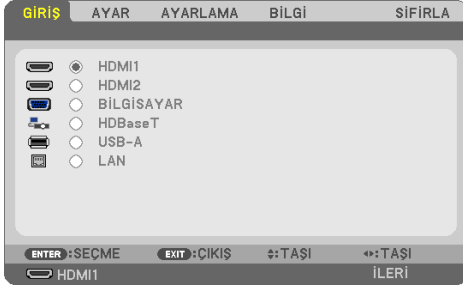 GİRİŞ AYAR AYARLAMA BİLGİ SIFIRLA
HDMI1
HDMI2
BİLGİSAYAR
HDBaseT
USB-A
LAN
ENTER :SEÇME EXIT :ÇIKIŞ :TAŞI :TAŞI
HDMI1 İLERİ